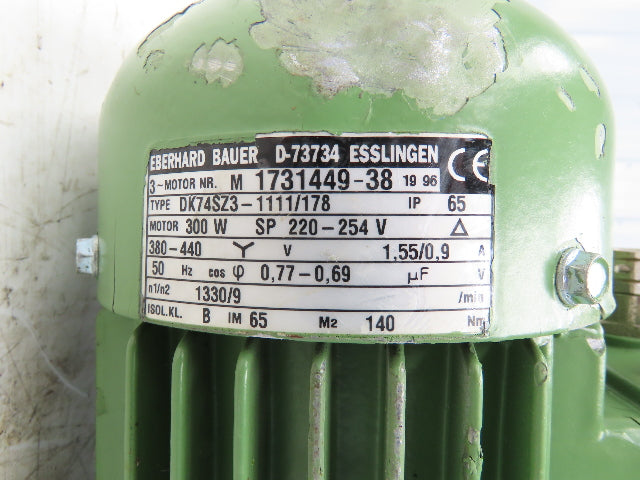 EBERHARD BAUER D-73734 ESSLINGEN CE
3~MOTOR NR. M 1731449-38 19 96
TYPE DK74SZ3-1111/178 IP 65
MOTOR 300 W SP 220-254 V △
380-440 Y V 1,55/0,9 A
50 Hz cos φ 0,77-0,69 µF V
n1/n2 1330/9 /min
ISOL.KL. B IM 65 M2 140 Nm